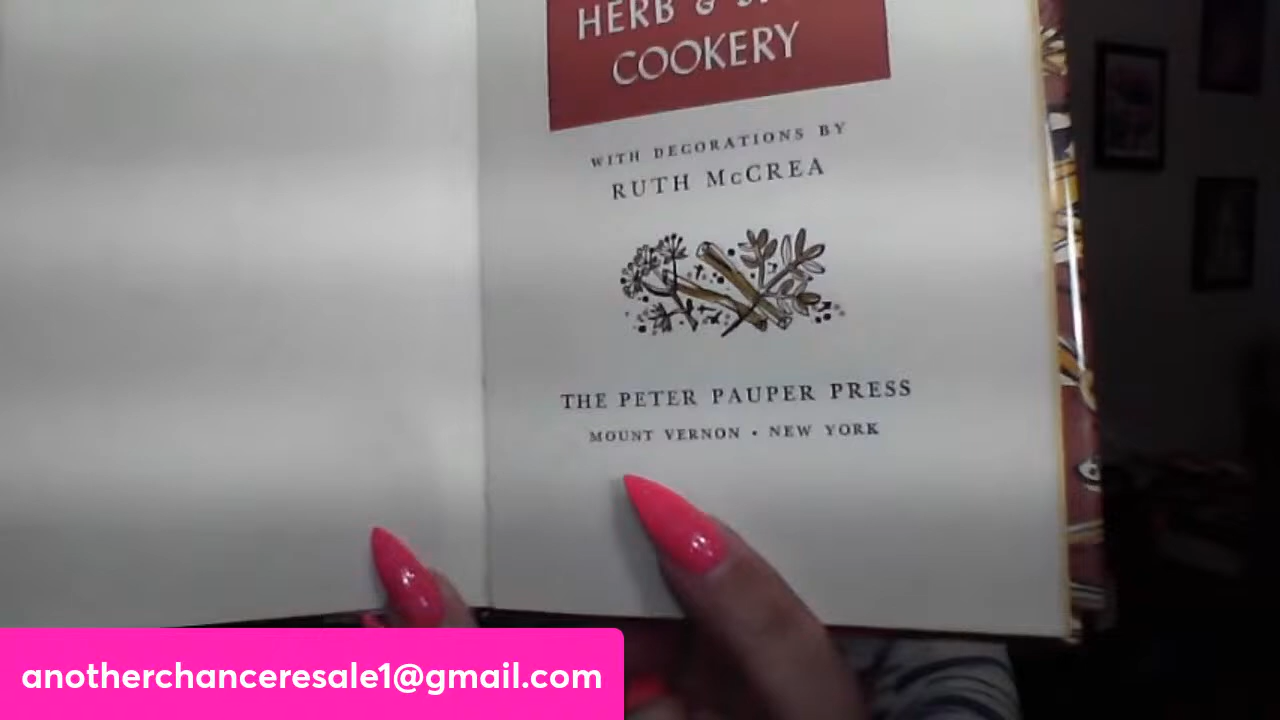 HERB &
COOKERY
WITH DECORATIONS BY
RUTH McCREA
THE PETER PAUPER PRESS
MOUNT VERNON • NEW YORK
anotherchanceresale1@gmail.com